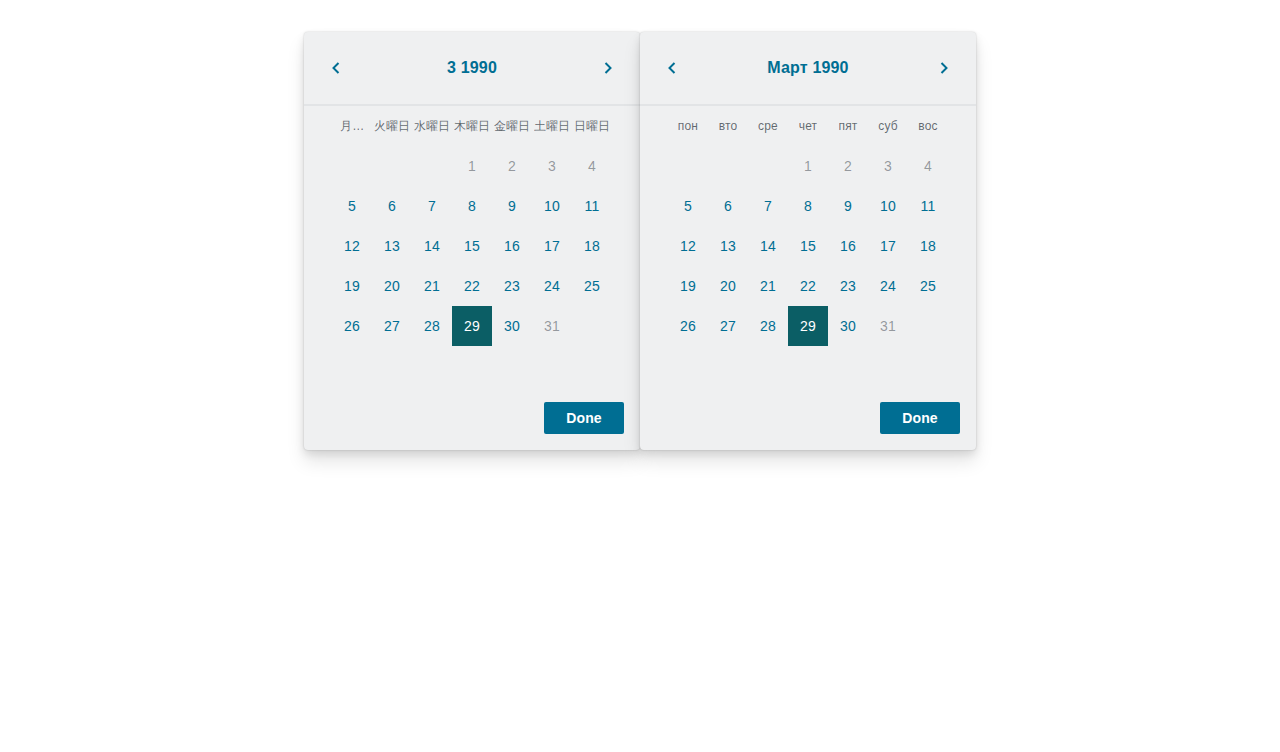 3 1990
月… 火曜日 水曜日 木曜日 金曜日 土曜日 日曜日
1 2 3 4
5 6 7 8 9 10 11
12 13 14 15 16 17 18
19 20 21 22 23 24 25
26 27 28 29 30 31
Done
Март 1990
пон вто сре чет пят суб вос
1 2 3 4
5 6 7 8 9 10 11
12 13 14 15 16 17 18
19 20 21 22 23 24 25
26 27 28 29 30 31
Done